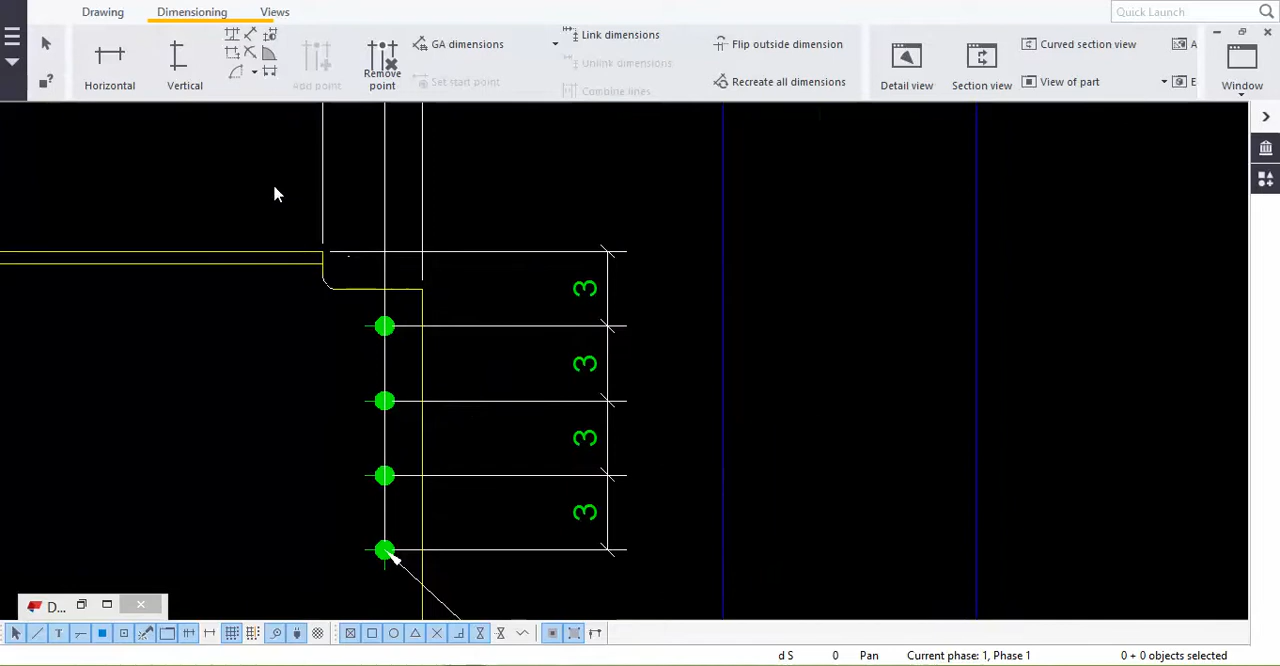 Drawing Dimensioning Views Quick Launch
Horizontal
Vertical
Add point
Remove
point
GA dimensions
Set start point
Link dimensions
Unlink dimensions
Combine lines
Flip outside dimension
Recreate all dimensions
Detail view
Section view
Curved section view
View of part
A
E
Window
3
3
3
3
D...
d S 0 Pan Current phase: 1, Phase 1 0 + 0 objects selected